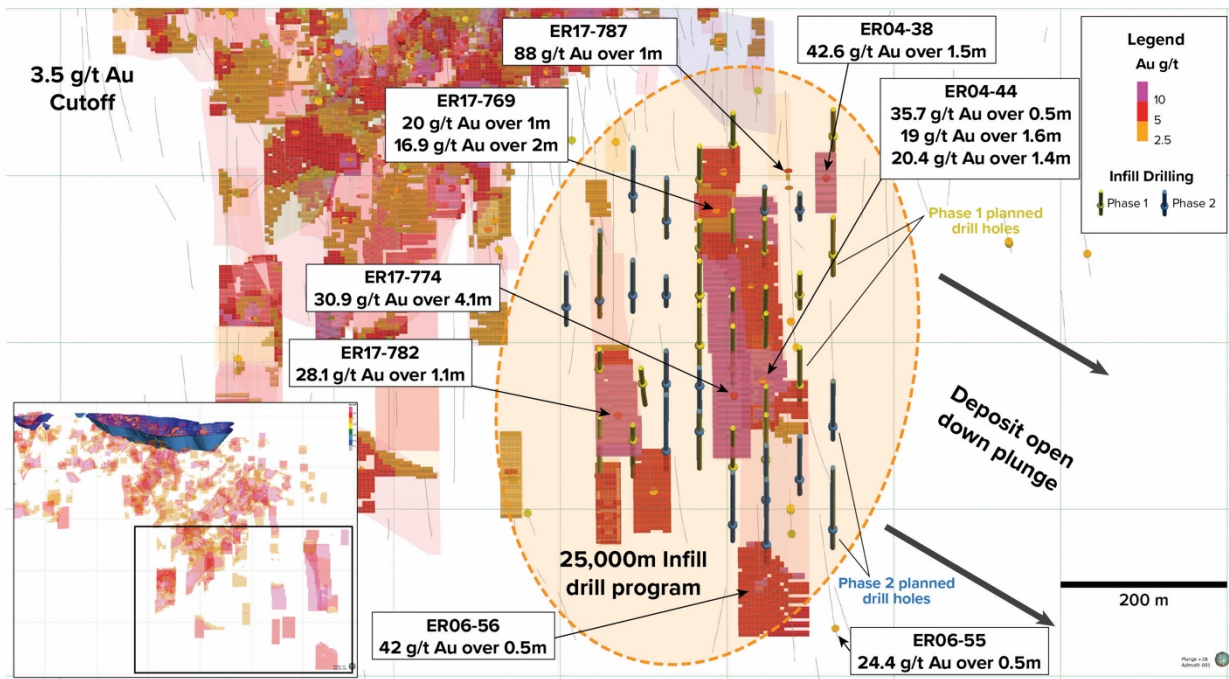 3.5 g/t Au
Cutoff
ER17-787
88 g/t Au over 1m
ER04-38
42.6 g/t Au over 1.5m
ER17-769
20 g/t Au over 1m
16.9 g/t Au over 2m
ER04-44
35.7 g/t Au over 0.5m
19 g/t Au over 1.6m
20.4 g/t Au over 1.4m
Legend
Au g/t
10
5
2.5
Infill Drilling
Phase 1
Phase 2
Phase 1 planned
drill holes
ER17-774
30.9 g/t Au over 4.1m
ER17-782
28.1 g/t Au over 1.1m
Deposit open
down plunge
25,000m Infill
drill program
Phase 2 planned
drill holes
200 m
ER06-56
42 g/t Au over 0.5m
ER06-55
24.4 g/t Au over 0.5m